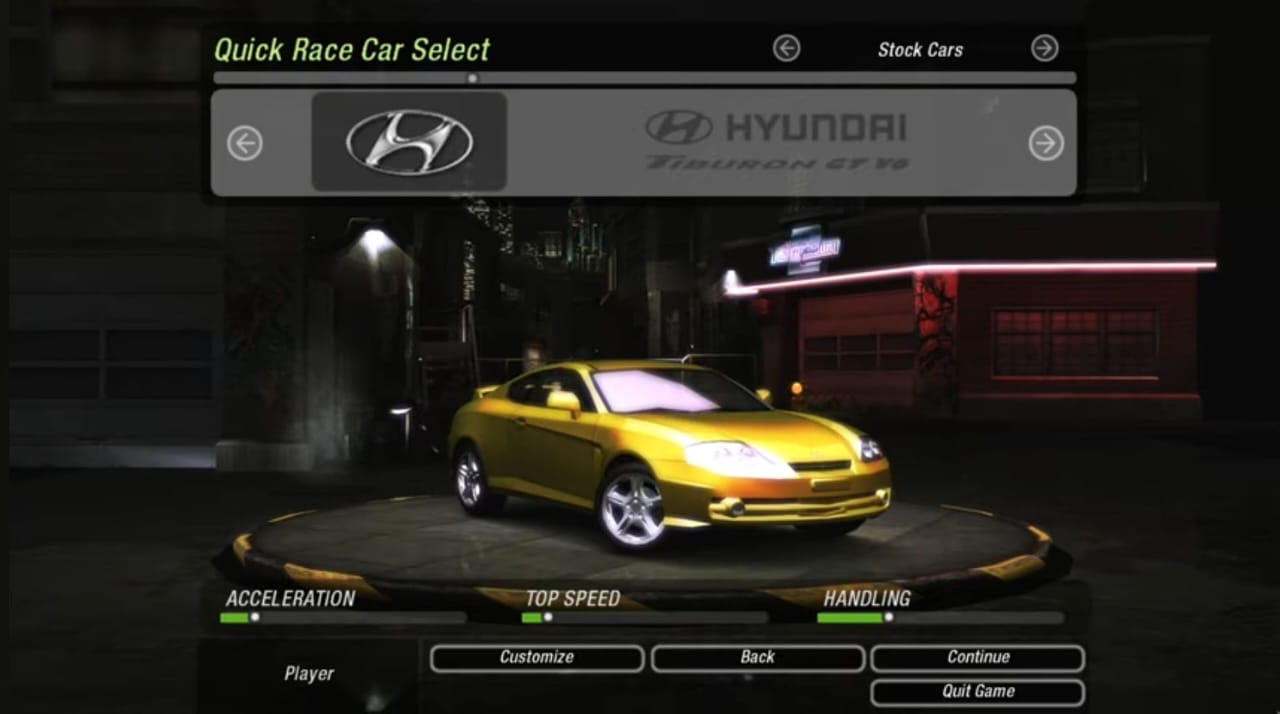 Quick Race Car Select
Stock Cars
HYUNDAI
TIBURON GT V6
ACCELERATION
TOP SPEED
HANDLING
Player
Customize
Back
Continue
Quit Game